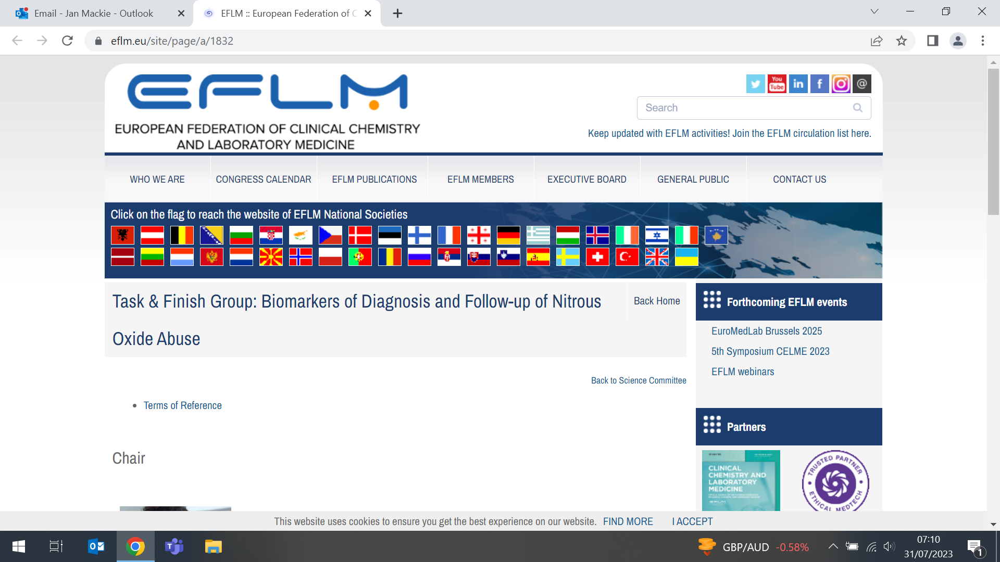 Email - Jan Mackie - Outlook
EFLM :: European Federation of C
eflm.eu/site/page/a/1832
EFLM
EUROPEAN FEDERATION OF CLINICAL CHEMISTRY
AND LABORATORY MEDICINE
You
Tube
in
f
@
Search
Keep updated with EFLM activities! Join the EFLM circulation list here.
WHO WE ARE
CONGRESS CALENDAR
EFLM PUBLICATIONS
EFLM MEMBERS
EXECUTIVE BOARD
GENERAL PUBLIC
CONTACT US
Click on the flag to reach the website of EFLM National Societies
Task & Finish Group: Biomarkers of Diagnosis and Follow-up of Nitrous
Oxide Abuse
Back Home
Back to Science Committee
Terms of Reference
Chair
Forthcoming EFLM events
EuroMedLab Brussels 2025
5th Symposium CELME 2023
EFLM webinars
Partners
CLINICAL
CHEMISTRY AND
LABORATORY
MEDICINE
EFLM
TRUSTED PARTNER
ETHICAL MEDTECH
This website uses cookies to ensure you get the best experience on our website. FIND MORE I ACCEPT
GBP/AUD -0.58%
07:10
31/07/2023
1